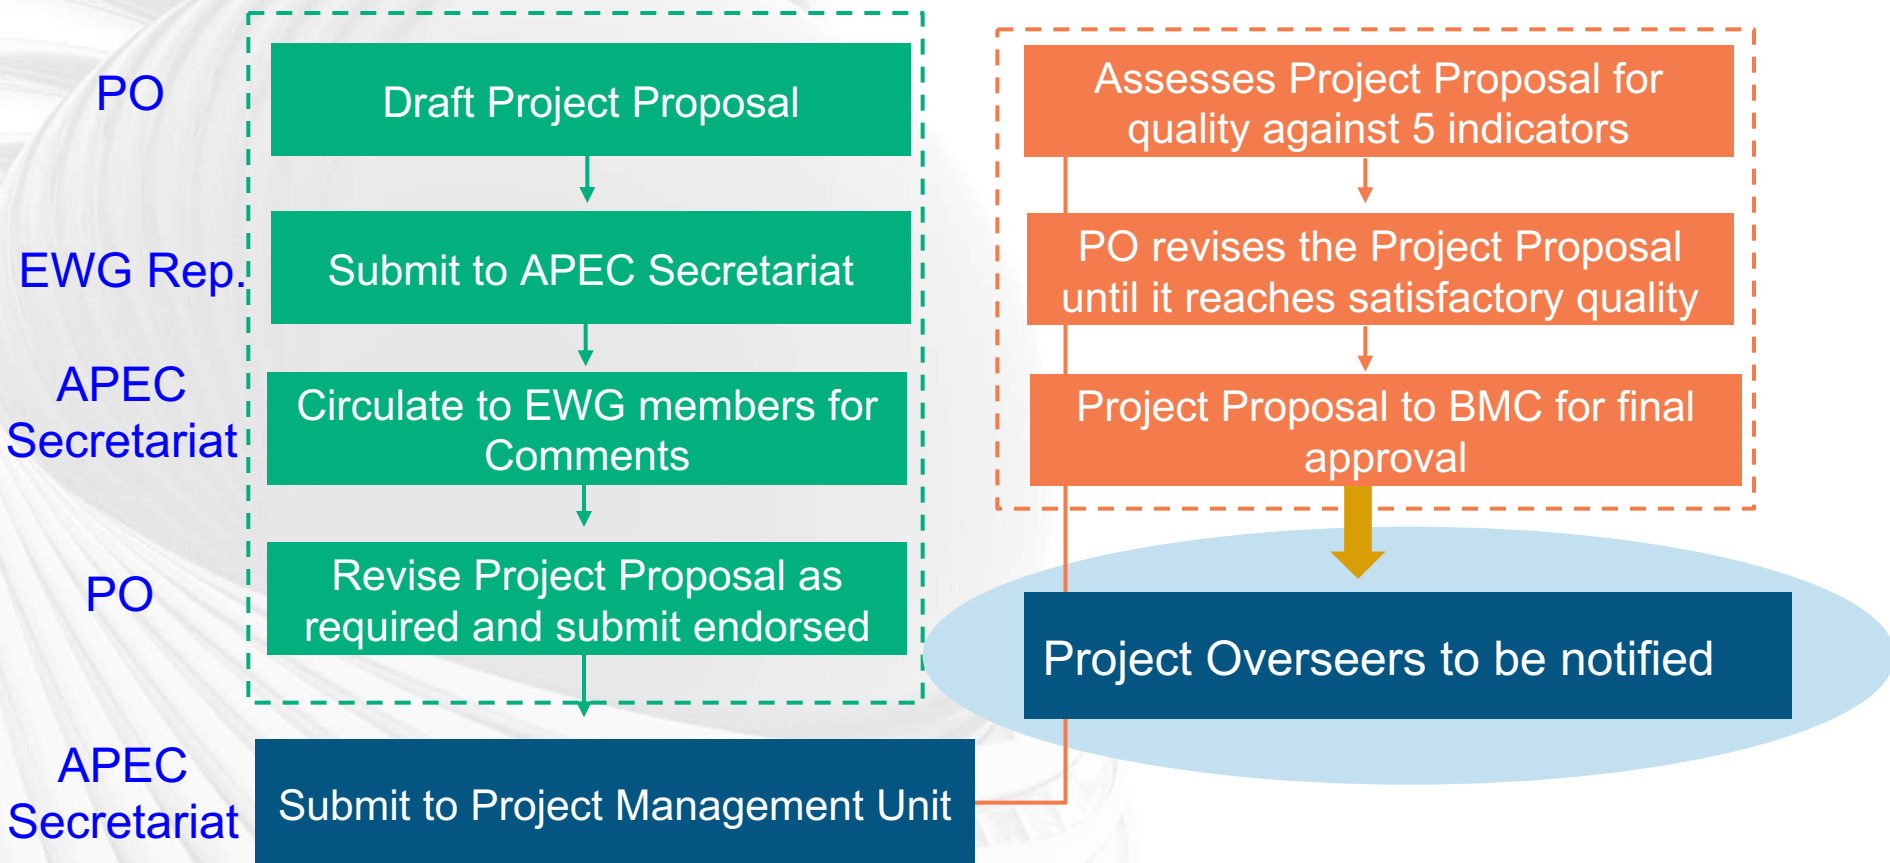 PO
Draft Project Proposal
EWG Rep.
Submit to APEC Secretariat
APEC
Secretariat
Circulate to EWG members for
Comments
PO
Revise Project Proposal as
required and submit endorsed
APEC
Secretariat
Submit to Project Management Unit
Assesses Project Proposal for
quality against 5 indicators
PO revises the Project Proposal
until it reaches satisfactory quality
Project Proposal to BMC for final
approval
Project Overseers to be notified